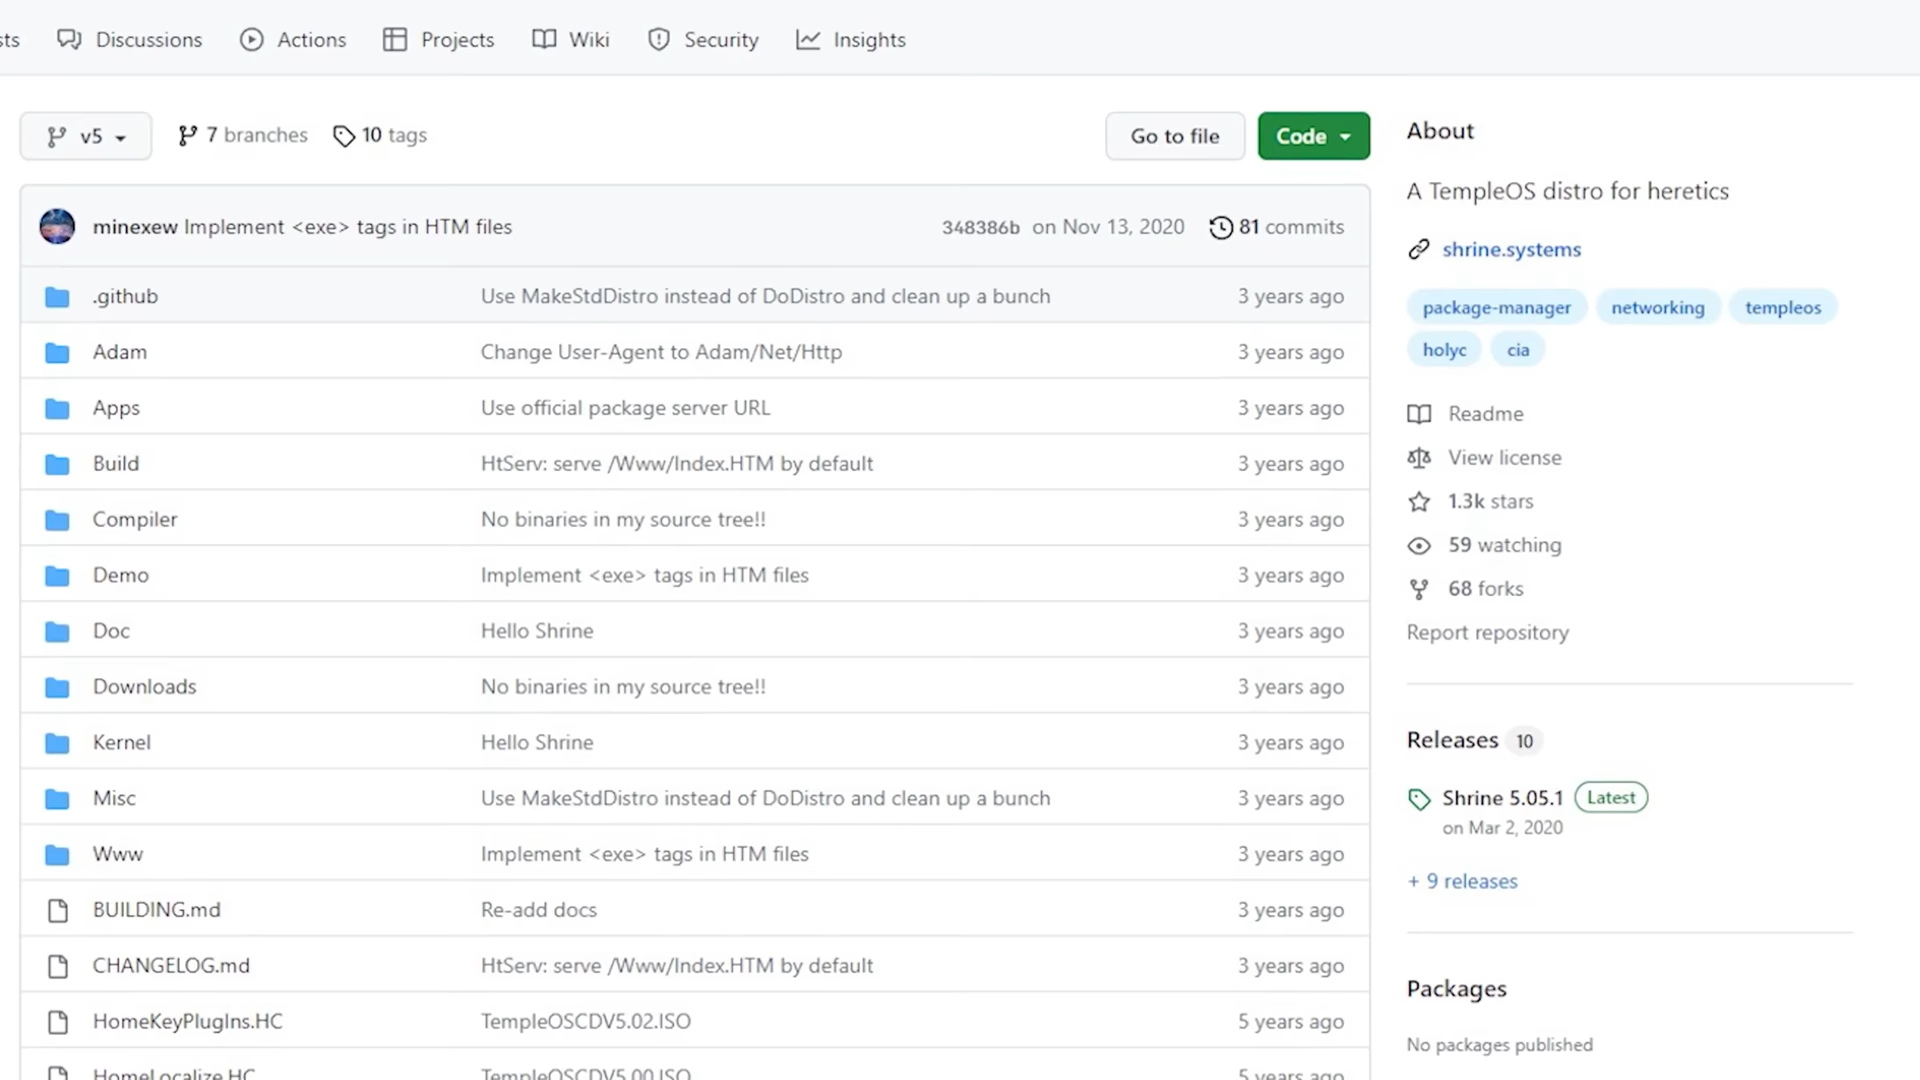 sts Discussions Actions Projects Wiki Security Insights
v5 7 branches 10 tags Go to file Code
minexew Implement <exe> tags in HTM files 348386b on Nov 13, 2020 81 commits
.github Use MakeStdDistro instead of DoDistro and clean up a bunch 3 years ago
Adam Change User-Agent to Adam/Net/Http 3 years ago
Apps Use official package server URL 3 years ago
Build HtServ: serve /Www/Index.HTM by default 3 years ago
Compiler No binaries in my source tree!! 3 years ago
Demo Implement <exe> tags in HTM files 3 years ago
Doc Hello Shrine 3 years ago
Downloads No binaries in my source tree!! 3 years ago
Kernel Hello Shrine 3 years ago
Misc Use MakeStdDistro instead of DoDistro and clean up a bunch 3 years ago
Www Implement <exe> tags in HTM files 3 years ago
BUILDING.md Re-add docs 3 years ago
CHANGELOG.md HtServ: serve /Www/Index.HTM by default 3 years ago
HomeKeyPlugIns.HC TempleOSCDV5.02.ISO 5 years ago
HomeLocalize.HC TempleOSCDV5.00.ISO 5 years ago
About
A TempleOS distro for heretics
shrine.systems
package-manager networking templeos
holyc cia
Readme
View license
1.3k stars
59 watching
68 forks
Report repository
Releases 10
Shrine 5.05.1 Latest
on Mar 2, 2020
+ 9 releases
Packages
No packages published